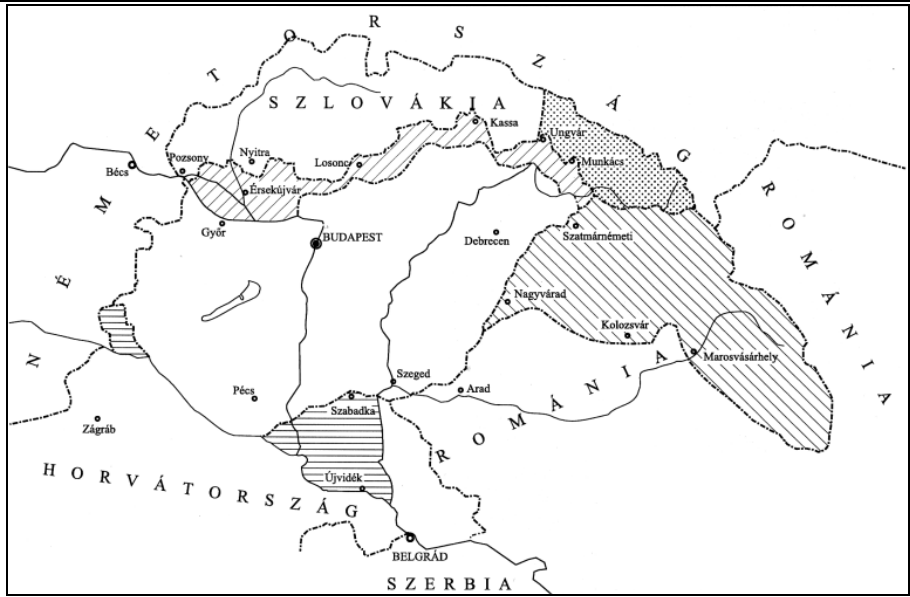 NÉMETORSZÁG
SZLOVÁKIA
Kassa
Ungvár
Munkács
Nyitra
Losonc
Pozsony
Bécs
Érsekújvár
Győr
BUDAPEST
Debrecen
Szatmárnémeti
ROMÁNIA
Nagyvárad
Kolozsvár
Marosvásárhely
Szeged
Arad
Pécs
Szabadka
Zágráb
ROMÁNIA
Újvidék
HORVÁTORSZÁG
BELGRÁD
SZERBIA